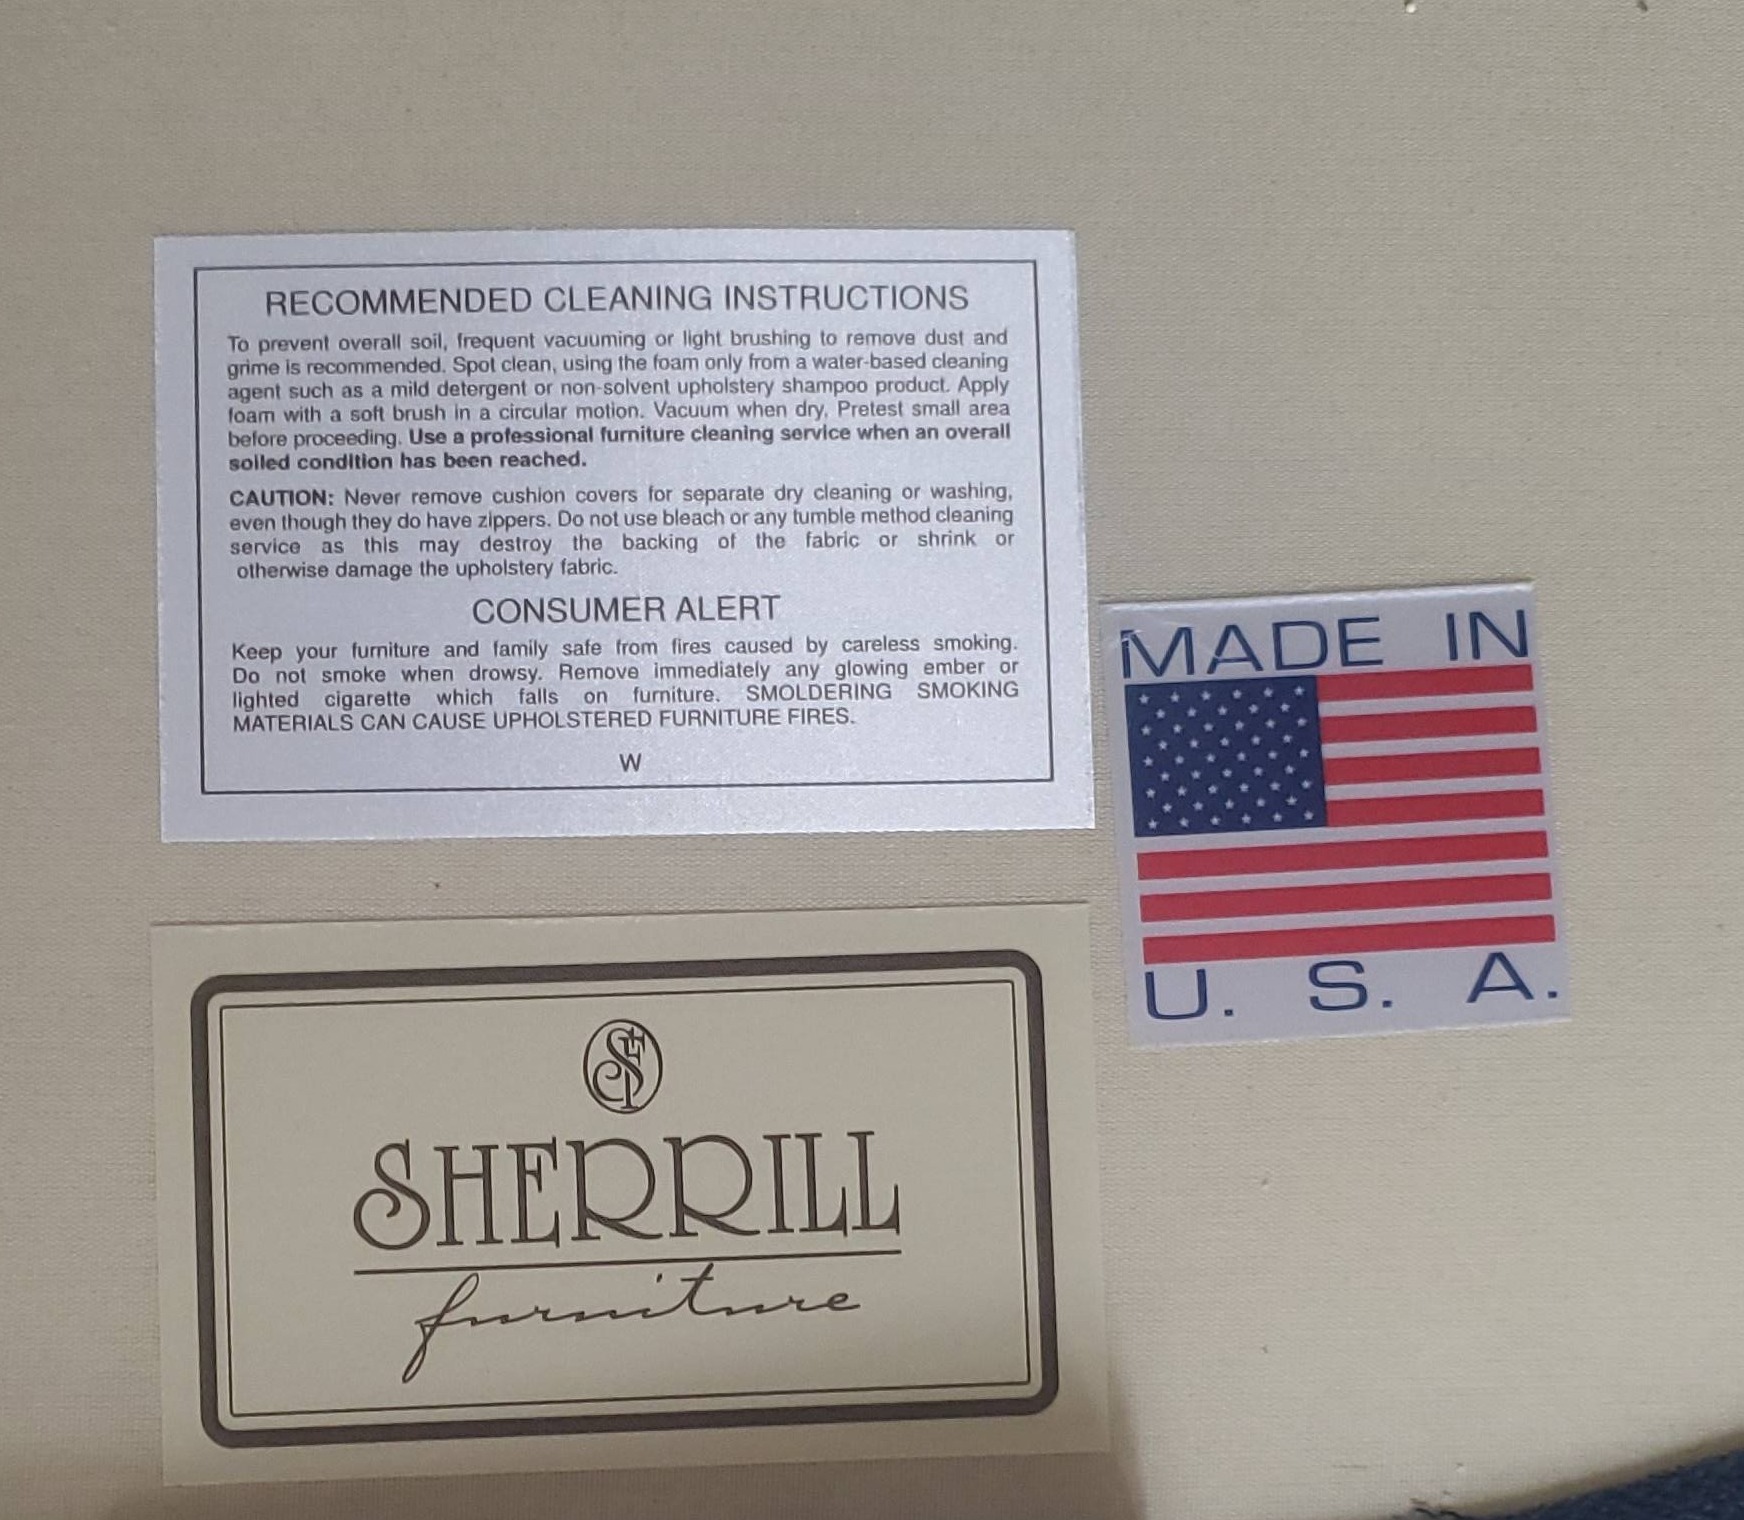 RECOMMENDED CLEANING INSTRUCTIONS
To prevent overall soil, frequent vacuuming or light brushing to remove dust and
grime is recommended. Spot clean, using the foam only from a water-based cleaning
agent such as a mild detergent or non-solvent upholstery shampoo product. Apply
foam with a soft brush in a circular motion. Vacuum when dry. Pretest small area
before proceeding. Use a professional furniture cleaning service when an overall
soiled condition has been reached.
CAUTION: Never remove cushion covers for separate dry cleaning or washing,
even though they do have zippers. Do not use bleach or any tumble method cleaning
service as this may destroy the backing of the fabric or shrink or
otherwise damage the upholstery fabric.
CONSUMER ALERT
Keep your furniture and family safe from fires caused by careless smoking.
Do not smoke when drowsy. Remove immediately any glowing ember or
lighted cigarette which falls on furniture. SMOLDERING SMOKING
MATERIALS CAN CAUSE UPHOLSTERED FURNITURE FIRES.
W
MADE IN
U. S. A.
SF
SHERRILL
furniture